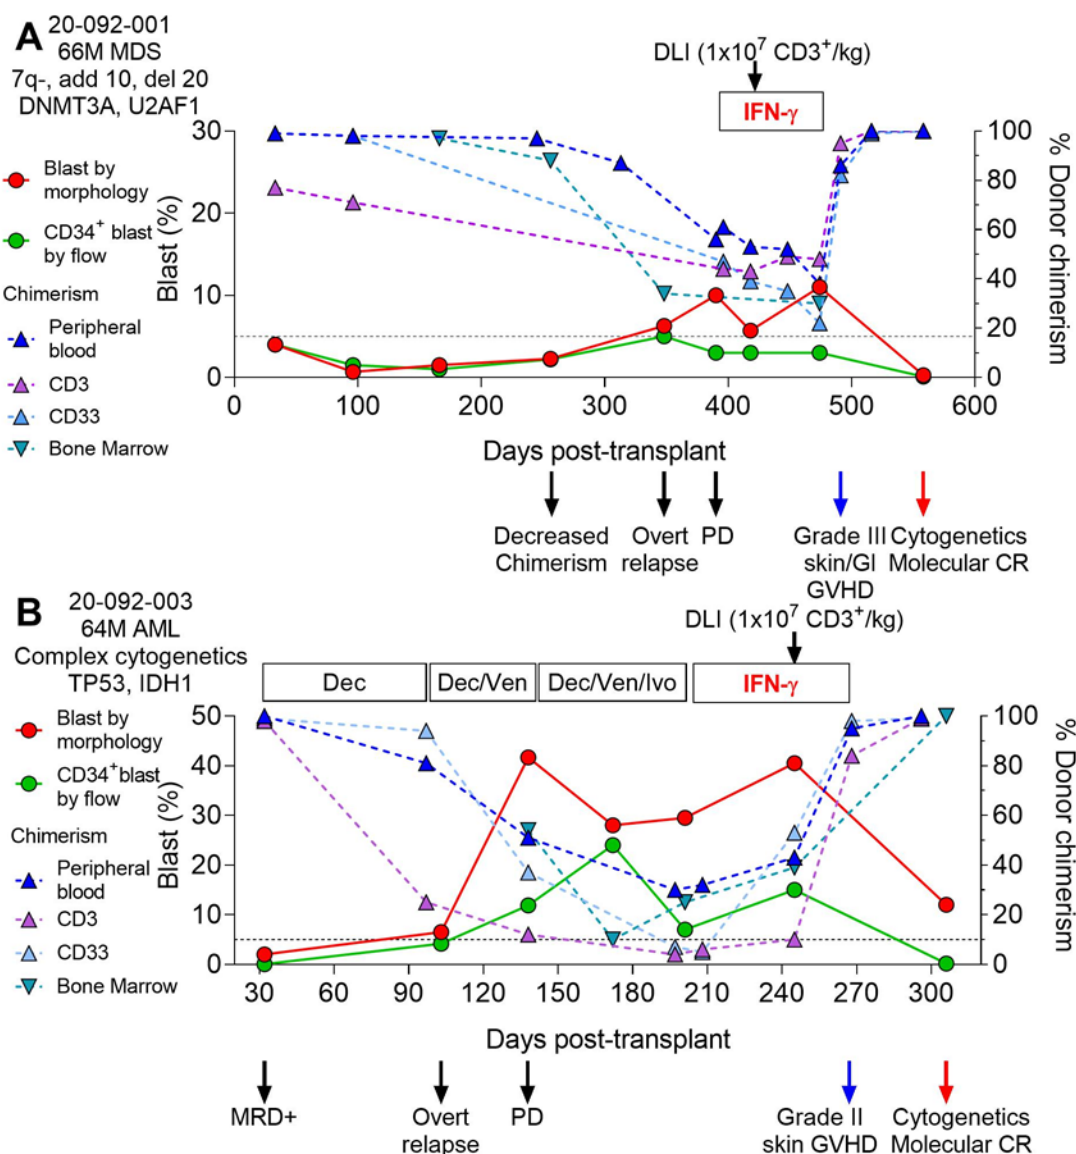 A
20-092-001
66M MDS
7q-, add 10, del 20
DNMT3A, U2AF1
DLI (1x10⁷ CD3⁺/kg)
IFN-γ
Blast by
morphology
CD34⁺ blast
by flow
Chimerism
Peripheral
blood
CD3
CD33
Bone Marrow
Blast (%)
30
20
10
0
100
80
60
40
20
0
% Donor chimerism
0 100 200 300 400 500 600
Days post-transplant
Decreased
Chimerism
Overt
relapse
PD
Grade III
skin/GI
GVHD
Cytogenetics
Molecular CR
B
20-092-003
64M AML
Complex cytogenetics
TP53, IDH1
DLI (1x10⁷ CD3⁺/kg)
Dec
Dec/Ven
Dec/Ven/Ivo
IFN-γ
Blast by
morphology
CD34⁺blast
by flow
Chimerism
Peripheral
blood
CD3
CD33
Bone Marrow
Blast (%)
50
40
30
20
10
0
100
80
60
40
20
0
% Donor chimerism
30 60 90 120 150 180 210 240 270 300
Days post-transplant
MRD+
Overt
relapse
PD
Grade II
skin GVHD
Cytogenetics
Molecular CR